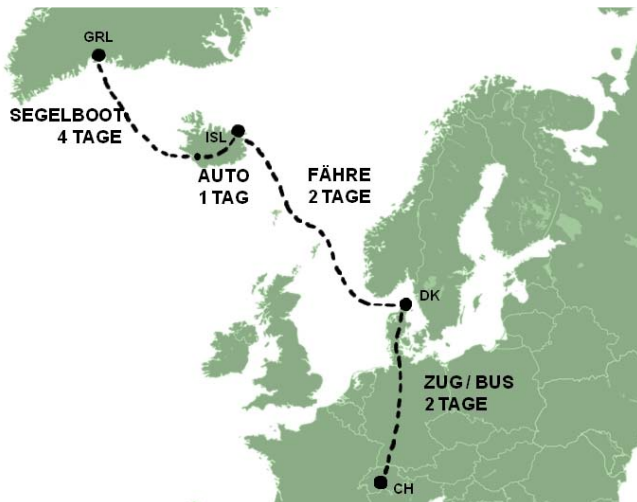 GRL
SEGELBOOT
4 TAGE
ISL
AUTO
1 TAG
FÄHRE
2 TAGE
DK
ZUG / BUS
2 TAGE
CH